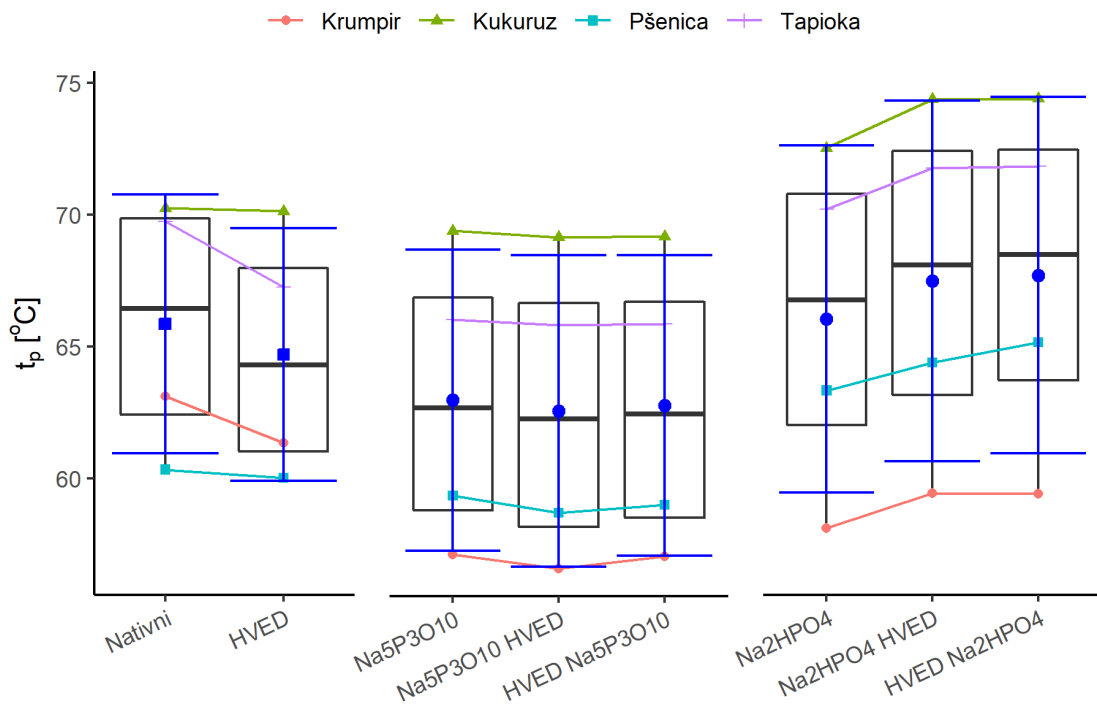 Krumpir Kukuruz Pšenica Tapioka
75
70
65
60
tp [oC]
Nativni
HVED
Na5P3O10
Na5P3O10 HVED
HVED Na5P3O10
Na2HPO4
Na2HPO4 HVED
HVED Na2HPO4